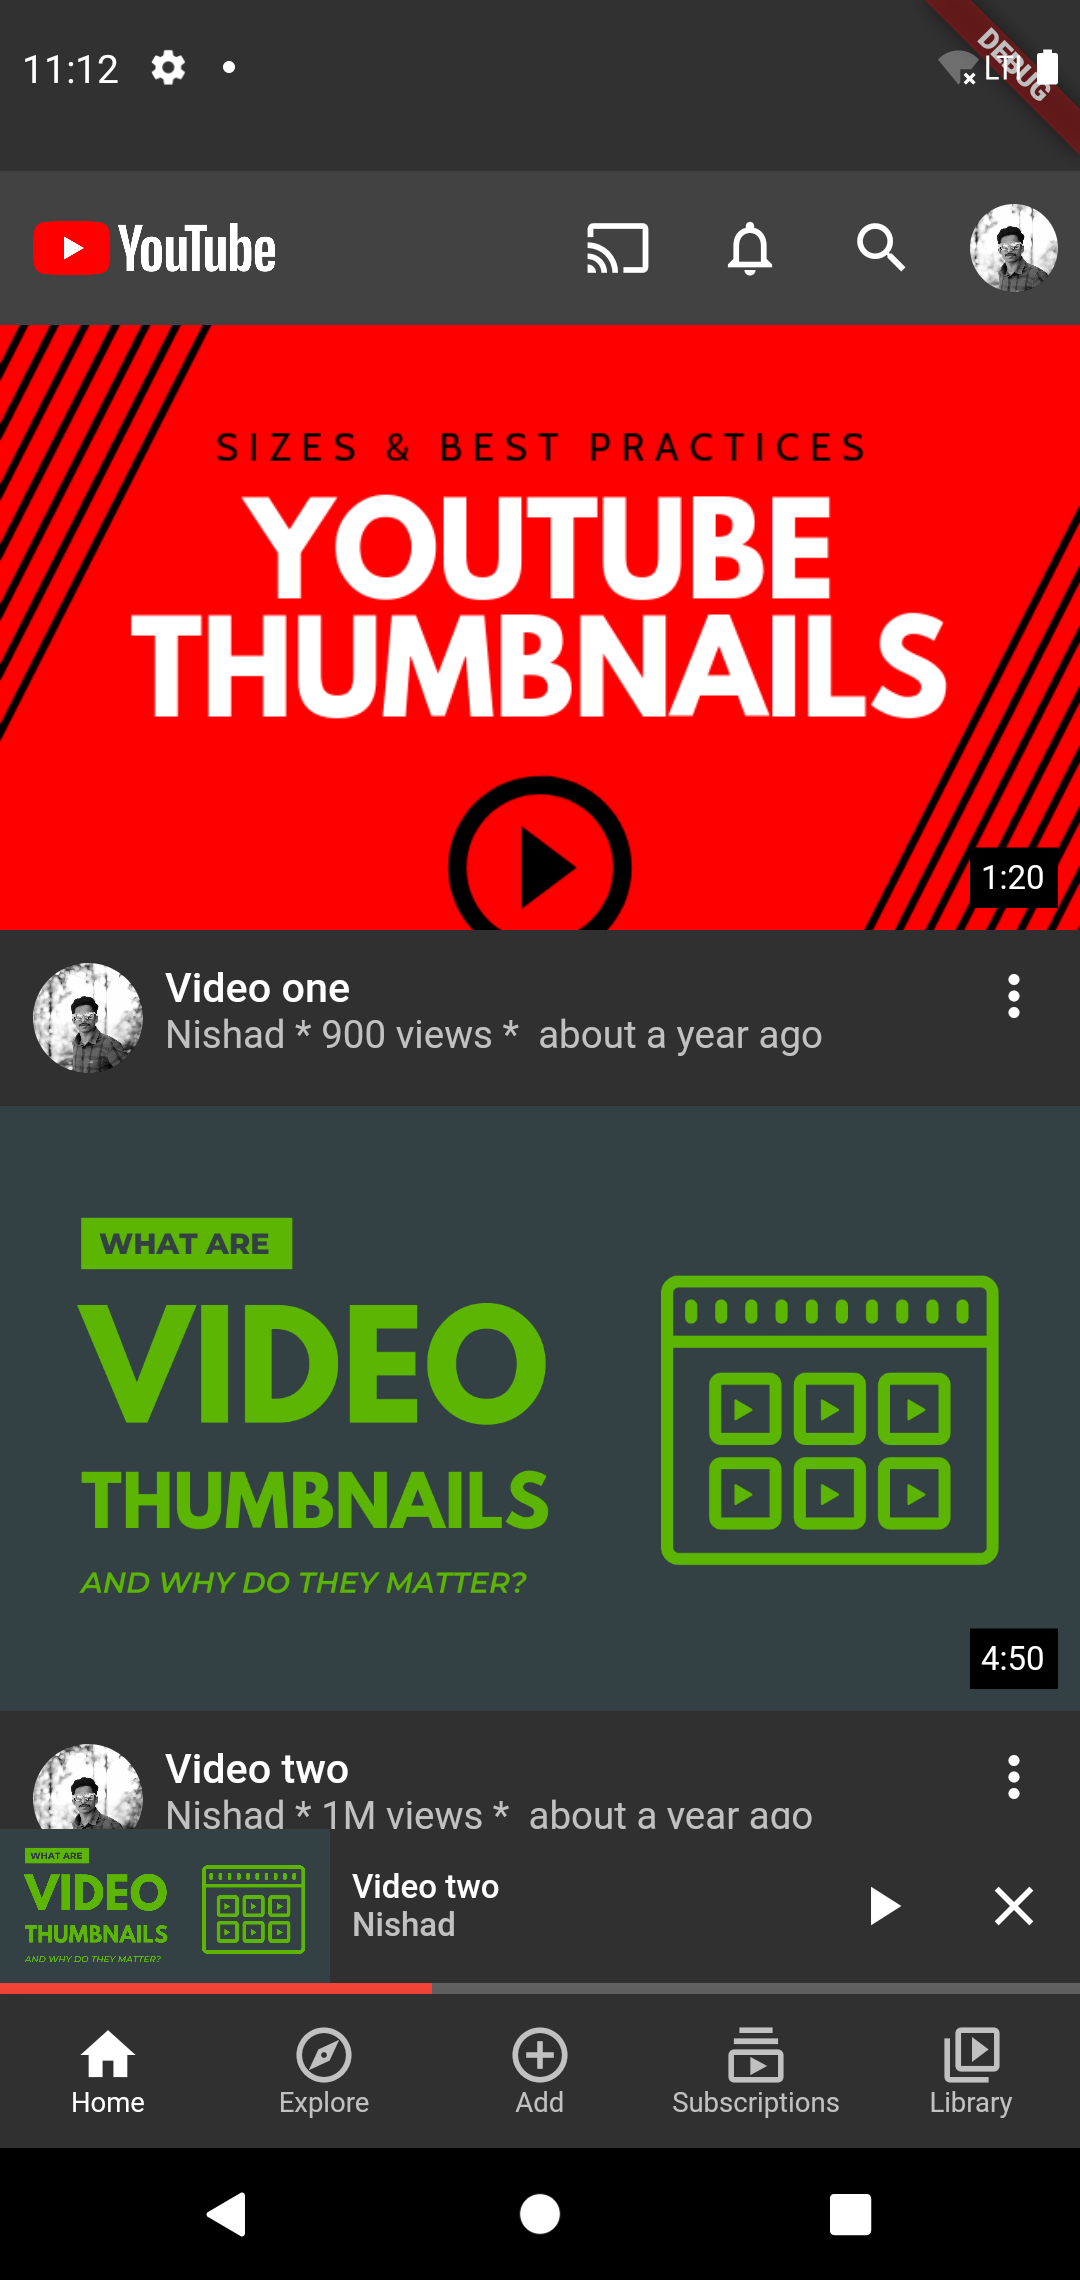 11:12
LTE
DEBUG
YouTube
SIZES & BEST PRACTICES
YOUTUBE
THUMBNAILS
1:20
Video one
Nishad * 900 views *  about a year ago
WHAT ARE
VIDEO
THUMBNAILS
AND WHY DO THEY MATTER?
4:50
Video two
Nishad * 1M views *  about a year ago
WHAT ARE
VIDEO
THUMBNAILS
AND WHY DO THEY MATTER?
Video two
Nishad
Home
Explore
Add
Subscriptions
Library